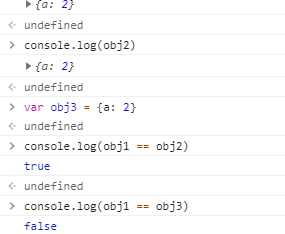 {a: 2}
undefined
console.log(obj2)
{a: 2}
undefined
var obj3 = {a: 2}
undefined
console.log(obj1 == obj2)
true
undefined
console.log(obj1 == obj3)
false